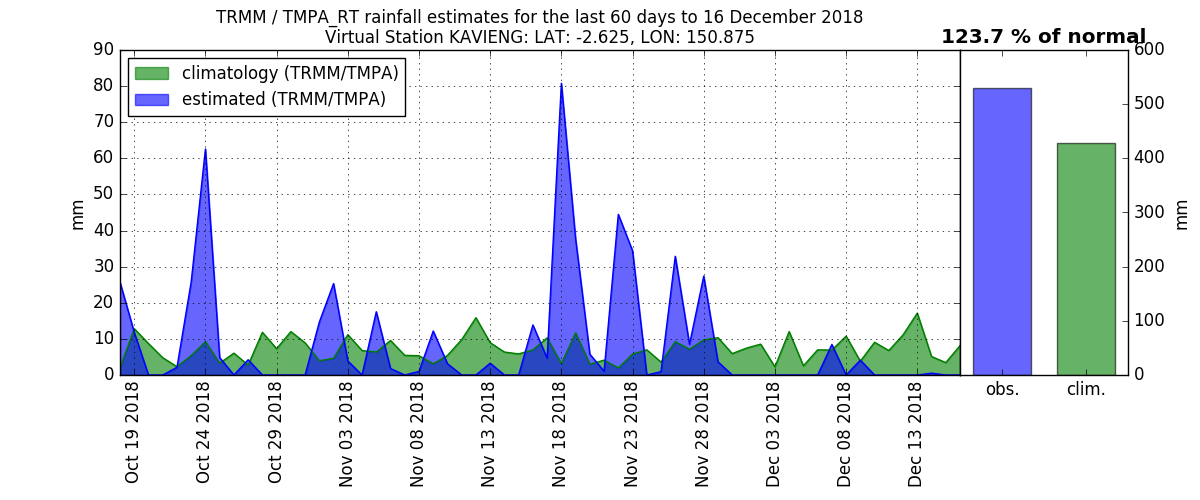 TRMM / TMPA_RT rainfall estimates for the last 60 days to 16 December 2018
Virtual Station KAVIENG: LAT: -2.625, LON: 150.875
123.7 % of normal
climatology (TRMM/TMPA)
estimated (TRMM/TMPA)
mm
90
80
70
60
50
40
30
20
10
0
Oct 19 2018
Oct 24 2018
Oct 29 2018
Nov 03 2018
Nov 08 2018
Nov 13 2018
Nov 18 2018
Nov 23 2018
Nov 28 2018
Dec 03 2018
Dec 08 2018
Dec 13 2018
600
500
400
300
200
100
0
mm
obs.
clim.